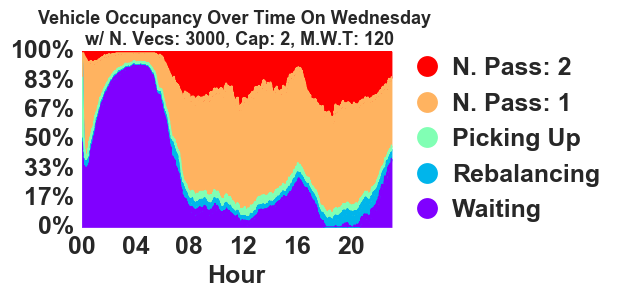 Vehicle Occupancy Over Time On Wednesday
w/ N. Vecs: 3000, Cap: 2, M.W.T: 120
100%
83%
67%
50%
33%
17%
0%
00 04 08 12 16 20
Hour
N. Pass: 2
N. Pass: 1
Picking Up
Rebalancing
Waiting